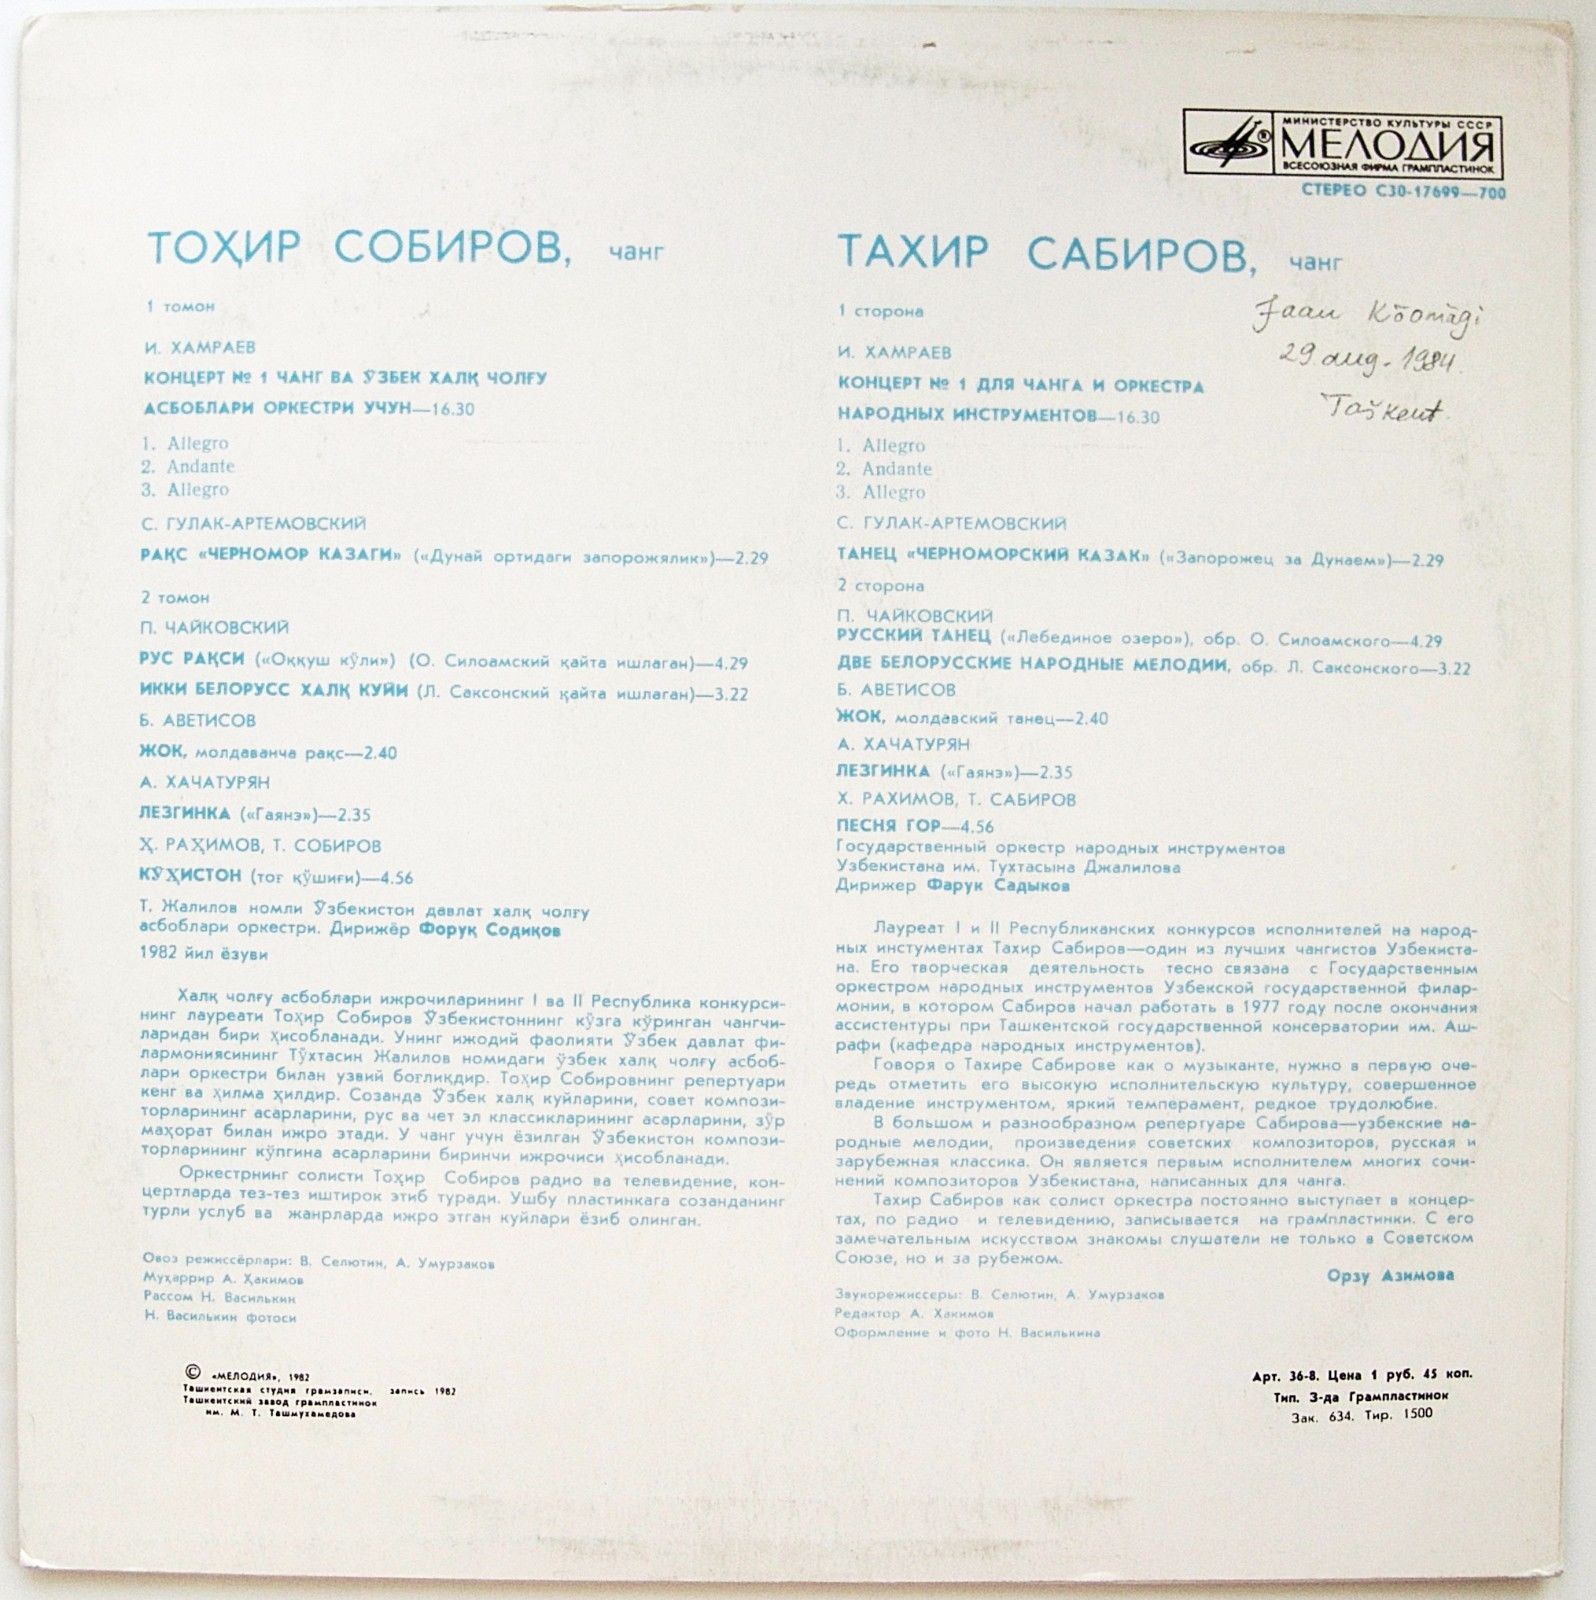 МИНИСТЕРСТВО КУЛЬТУРЫ СССР
МЕЛОДИЯ
ВСЕСОЮЗНАЯ ФИРМА ГРАМПЛАСТИНОК
СТЕРЕО С30-17699—700
ТОҲИР СОБИРОВ, чанг
1 томон
И. ХАМРАЕВ
КОНЦЕРТ № 1 ЧАНГ ВА ЎЗБЕК ХАЛҚ ЧОЛҒУ
АСБОБЛАРИ ОРКЕСТРИ УЧУН—16.30
1. Allegro
2. Andante
3. Allegro
С. ГУЛАК-АРТЕМОВСКИЙ
РАҚС «ЧЕРНОМОР КАЗАГИ» («Дунай ортидаги запорожялик»)—2.29
2 томон
П. ЧАЙКОВСКИЙ
РУС РАҚСИ («Оққуш кўли») (О. Силоамский қайта ишлаган)—4.29
ИККИ БЕЛОРУСС ХАЛҚ КУЙИ (Л. Саксонский қайта ишлаган)—3.22
Б. АВЕТИСОВ
ЖОК, молдаванча рақс—2.40
А. ХАЧАТУРЯН
ЛЕЗГИНКА («Гаянэ»)—2.35
Ҳ. РАҲИМОВ, Т. СОБИРОВ
КЎҲИСТОН (тоғ қўшиғи)—4.56
Т. Жалилов номли Ўзбекистон давлат халқ чолғу
асбоблари оркестри. Дирижёр Форуқ Содиқов
1982 йил ёзуви
Халқ чолғу асбоблари ижрочиларининг I ва II Республика конкурси-
нинг лауреати Тоҳир Собиров Ўзбекистоннинг кўзга кўринган чангчи-
ларидан бири ҳисобланади. Унинг ижодий фаолияти Ўзбек давлат фи-
лармониясининг Тўхтасин Жалилов номидаги ўзбек халқ чолғу асбоб-
лари оркестри билан узвий боғлиқдир. Тоҳир Собировнинг репертуари
кенг ва ҳилма ҳилдир. Созанда Ўзбек халқ куйларини, совет компози-
торларининг асарларини, рус ва чет эл классикларининг асарларини, зўр
маҳорат билан ижро этади. У чанг учун ёзилган Ўзбекистон компози-
торларининг кўпгина асарларини биринчи ижрочиси ҳисобланади.
Оркестрнинг солисти Тоҳир Собиров радио ва телевидение, кон-
цертларда тез-тез иштирок этиб туради. Ушбу пластинкага созанданинг
турли услуб ва жанрларда ижро этган куйлари ёзиб олинган.
Овоз режиссёрлари: В. Селютин, А. Умурзаков
Муҳаррир А. Ҳакимов
Рассом Н. Василькин
Н. Василькин фотоси
© «МЕЛОДИЯ», 1982
Ташкентская студия грамзаписи. запись 1982
Ташкентский завод грампластинок
им. М. Т. Ташмухамедова
ТАХИР САБИРОВ, чанг
1 сторона
Jaan Kõomägi
29. aug. 1984.
Taškent.
И. ХАМРАЕВ
КОНЦЕРТ № 1 ДЛЯ ЧАНГА И ОРКЕСТРА
НАРОДНЫХ ИНСТРУМЕНТОВ—16.30
1. Allegro
2. Andante
3. Allegro
С. ГУЛАК-АРТЕМОВСКИЙ
ТАНЕЦ «ЧЕРНОМОРСКИЙ КАЗАК» («Запорожец за Дунаем»)—2.29
2 сторона
П. ЧАЙКОВСКИЙ
РУССКИЙ ТАНЕЦ («Лебединое озеро»), обр. О. Силоамского—4.29
ДВЕ БЕЛОРУССКИЕ НАРОДНЫЕ МЕЛОДИИ, обр. Л. Саксонского—3.22
Б. АВЕТИСОВ
ЖОК, молдавский танец—2.40
А. ХАЧАТУРЯН
ЛЕЗГИНКА («Гаянэ»)—2.35
Х. РАХИМОВ, Т. САБИРОВ
ПЕСНЯ ГОР—4.56
Государственный оркестр народных инструментов
Узбекистана им. Тухтасына Джалилова
Дирижер Фарук Садыков
Лауреат I и II Республиканских конкурсов исполнителей на народ-
ных инстументах Тахир Сабиров—один из лучших чангистов Узбекиста-
на. Его творческая деятельность тесно связана с Государственным
оркестром народных инструментов Узбекской государственной филар-
монии, в котором Сабиров начал работать в 1977 году после окончания
ассистентуры при Ташкентской государственной консерватории им. Аш-
рафи (кафедра народных инструментов).
Говоря о Тахире Сабирове как о музыканте, нужно в первую оче-
редь отметить его высокую исполнительскую культуру, совершенное
владение инструментом, яркий темперамент, редкое трудолюбие.
В большом и разнообразном репертуаре Сабирова—узбекские на-
родные мелодии, произведения советских композиторов, русская и
зарубежная классика. Он является первым исполнителем многих сочи-
нений композиторов Узбекистана, написанных для чанга.
Тахир Сабиров как солист оркестра постоянно выступает в концер-
тах, по радио и телевидению, записывается на грампластинки. С его
замечательным искусством знакомы слушатели не только в Советском
Союзе, но и за рубежом.
Орзу Азимова
Звукорежиссеры: В. Селютин, А. Умурзаков
Редактор А. Хакимов
Оформление и фото Н. Василькина
Арт. 36-8. Цена 1 руб. 45 коп.
Тип. З-да Грампластинок
Зак. 634. Тир. 1500